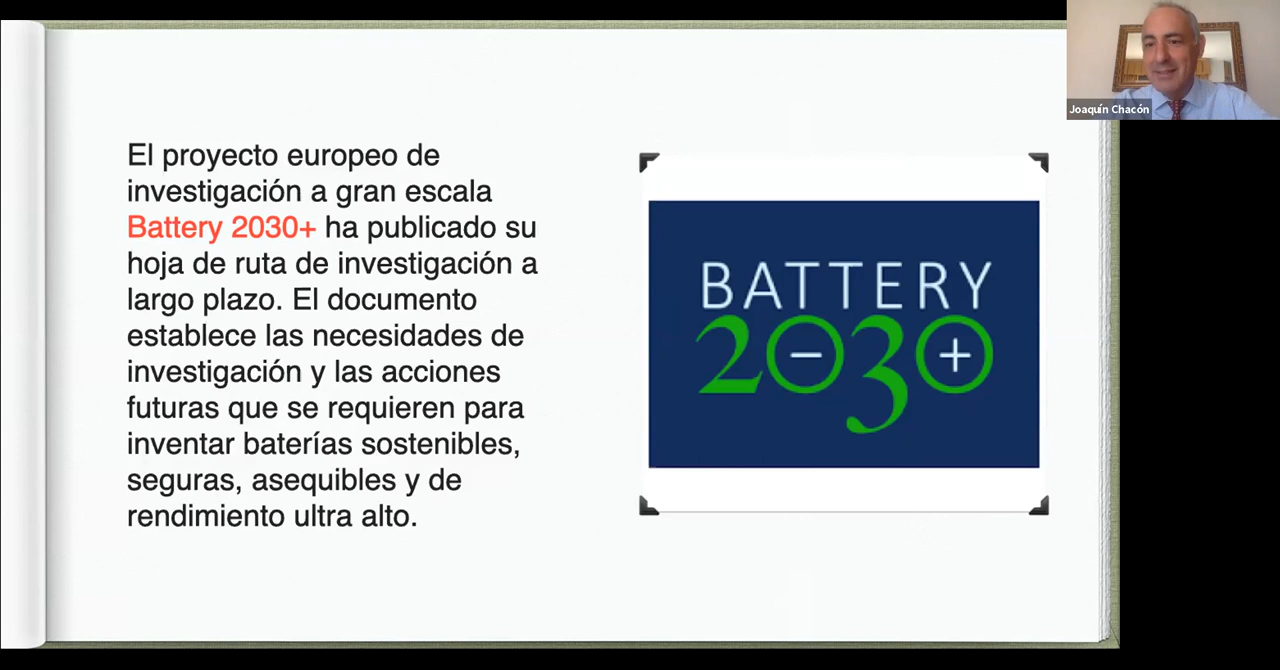 El proyecto europeo de
investigación a gran escala
Battery 2030+ ha publicado su
hoja de ruta de investigación a
largo plazo. El documento
establece las necesidades de
investigación y las acciones
futuras que se requieren para
inventar baterías sostenibles,
seguras, asequibles y de
rendimiento ultra alto.
BATTERY
2030
− +
Joaquín Chacón